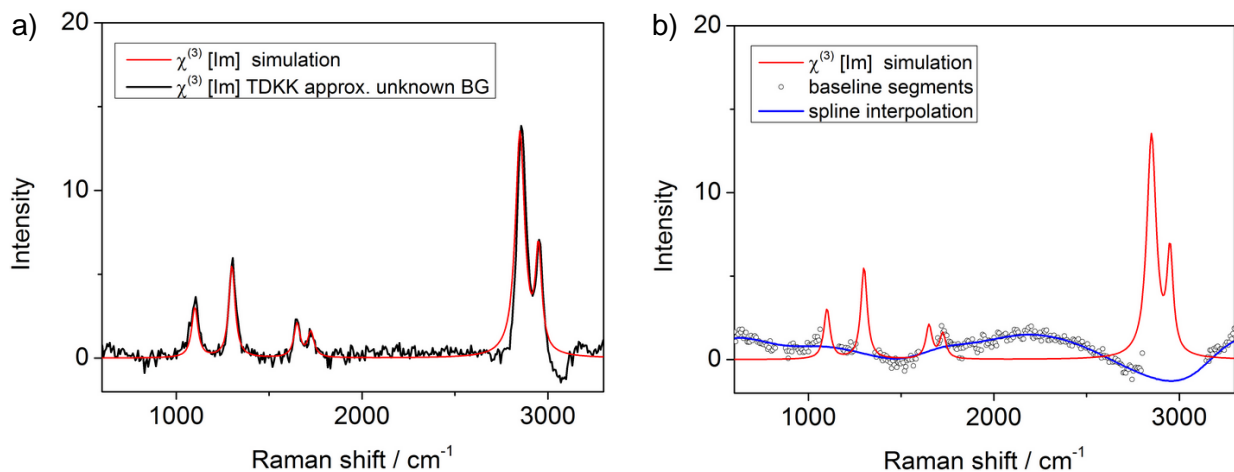 a)
20
χ(3) [Im] simulation
χ(3) [Im] TDKK approx. unknown BG
10
0
Intensity
1000 2000 3000
Raman shift / cm-1
b)
20
χ(3) [Im] simulation
baseline segments
spline interpolation
10
0
Intensity
1000 2000 3000
Raman shift / cm-1